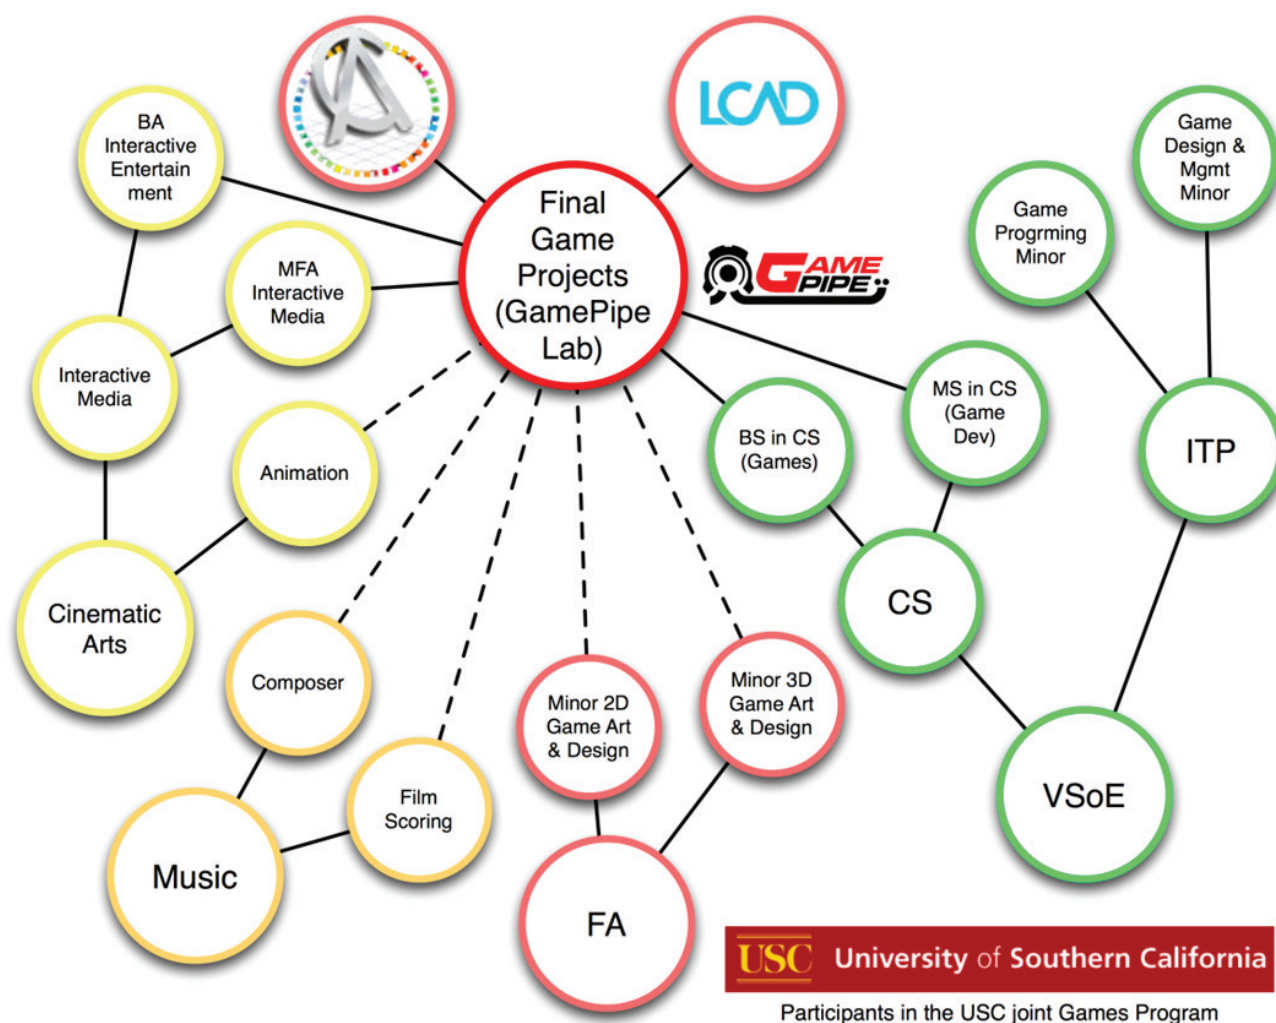 LCAD
BA
Interactive
Entertain
ment
Game
Design &
Mgmt
Minor
Final
Game
Projects
(GamePipe
Lab)
Game
Progrming
Minor
MFA
Interactive
Media
GAME
PIPE
Interactive
Media
MS in CS
(Game
Dev)
BS in CS
(Games)
ITP
Animation
CS
Cinematic
Arts
Composer
Minor 2D
Game Art
& Design
Minor 3D
Game Art
& Design
VSoE
Film
Scoring
Music
FA
USC University of Southern California
Participants in the USC joint Games Program